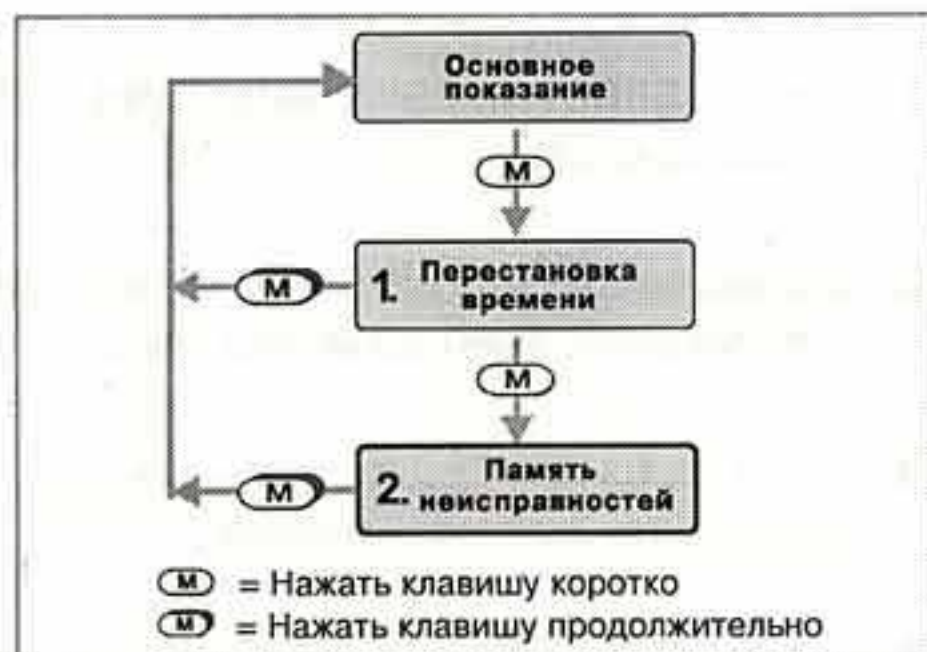 Основное
показание
М
1. Перестановка
времени
М
М
2. Память
неисправностей
М
М = Нажать клавишу коротко
М = Нажать клавишу продолжительно